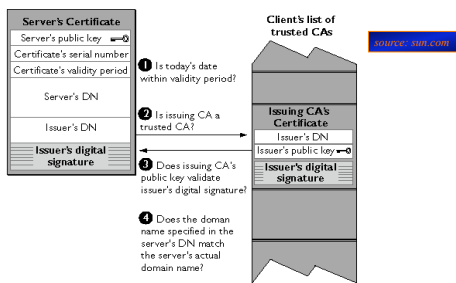 Server's Certificate
Server's public key
Certificate's serial number
Certificate's validity period
Server's DN
Issuer's DN
Issuer's digital
signature
1 Is today's date
within validity period?
2 Is issuing CA a
trusted CA?
3 Does issuing CA's
public key validate
issuer's digital signature?
4 Does the doman
name specified in the
server's DN match
the server's actual
domain name?
Client's list of
trusted CAs
Issuing CA's
Certificate
Issuer's DN
Issuer's public key
Issuer's digital
signature
source: sun.com